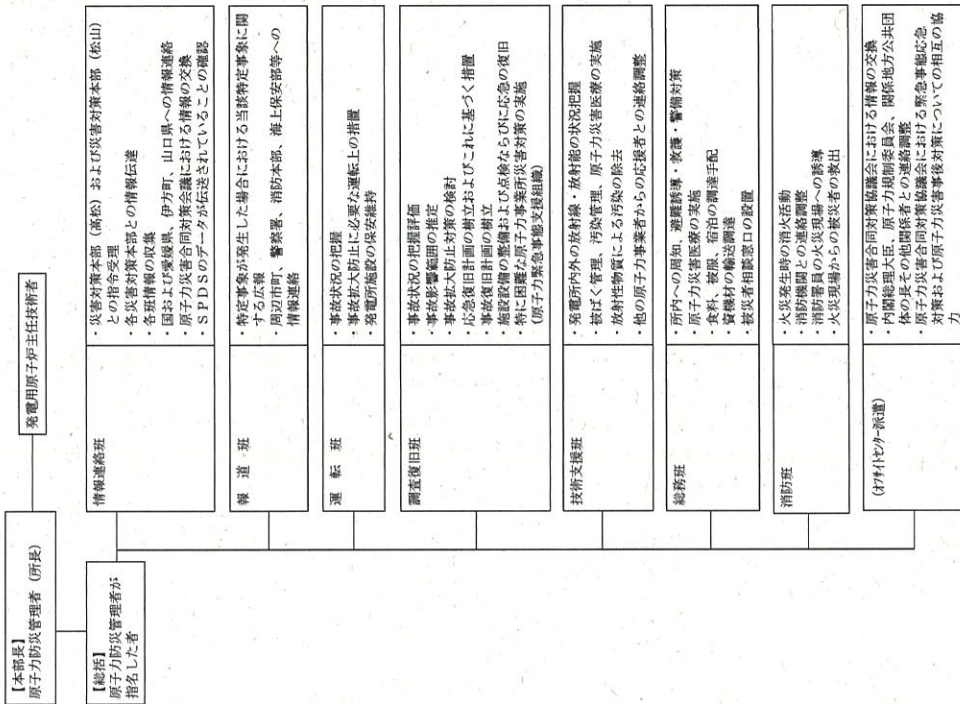 【本部長】
原子力防災管理者（所長）
発電用原子炉主任技術者
【総括】
原子力防災管理者が
指名した者
情報連絡班
・災害対策本部（高松）および災害対策本部（松山）
との指令受理
・各災害対策本部との情報伝達
・各班情報の収集
・国および愛媛県、伊方町、山口県への情報連絡
・原子力災害合同対策会議における情報の交換
・ＳＰＤＳのデータが伝送されていることの確認
報道班
・特定事象が発生した場合における当該特定事象に関
する広報
・周辺市町、警察署、消防本部、海上保安部等への
情報連絡
運転班
・事故状況の把握
・事故拡大防止に必要な運転上の措置
・発電所施設の保安維持
調査復旧班
・事故状況の把握評価
・事故影響範囲の推定
・事故拡大防止対策の検討
・応急復旧計画の樹立およびこれに基づく措置
・事故復旧計画の樹立
・施設設備の整備および点検ならびに応急の復旧
・特に困難な原子力事業所災害対策の実施
（原子力緊急事態支援組織）
技術支援班
・発電所内外の放射線・放射能の状況把握
・被ばく管理、汚染管理、原子力災害医療の実施
・放射性物質による汚染の除去
・他の原子力事業者からの応援者との連絡調整
総務班
・所内への周知、避難誘導・救護・警備対策
・原子力災害医療の実施
・食料、被服、宿泊の調達手配
・資機材の輸送調達
・被災者相談窓口の設置
消防班
・火災発生時の消火活動
・消防機関との連絡調整
・消防署員の火災現場への誘導
・火災現場からの被災者の救出
(ｵﾌｻｲﾄｾﾝﾀｰ派遣)
・原子力災害合同対策協議会における情報の交換
・内閣総理大臣、原子力規制委員会、関係地方公共団
体の長その他関係者との連絡調整
・原子力災害合同対策協議会における緊急事態応急
対策および原子力災害事後対策についての相互の協
力